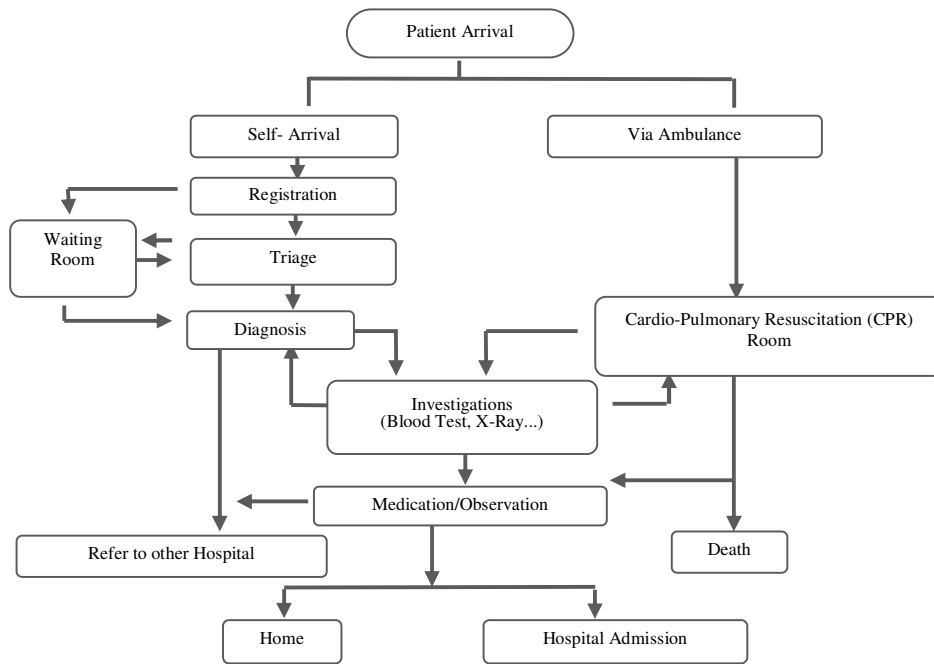 Patient Arrival
Self- Arrival
Via Ambulance
Registration
Waiting
Room
Triage
Diagnosis
Cardio-Pulmonary Resuscitation (CPR)
Room
Investigations
(Blood Test, X-Ray...)
Medication/Observation
Refer to other Hospital
Death
Home
Hospital Admission